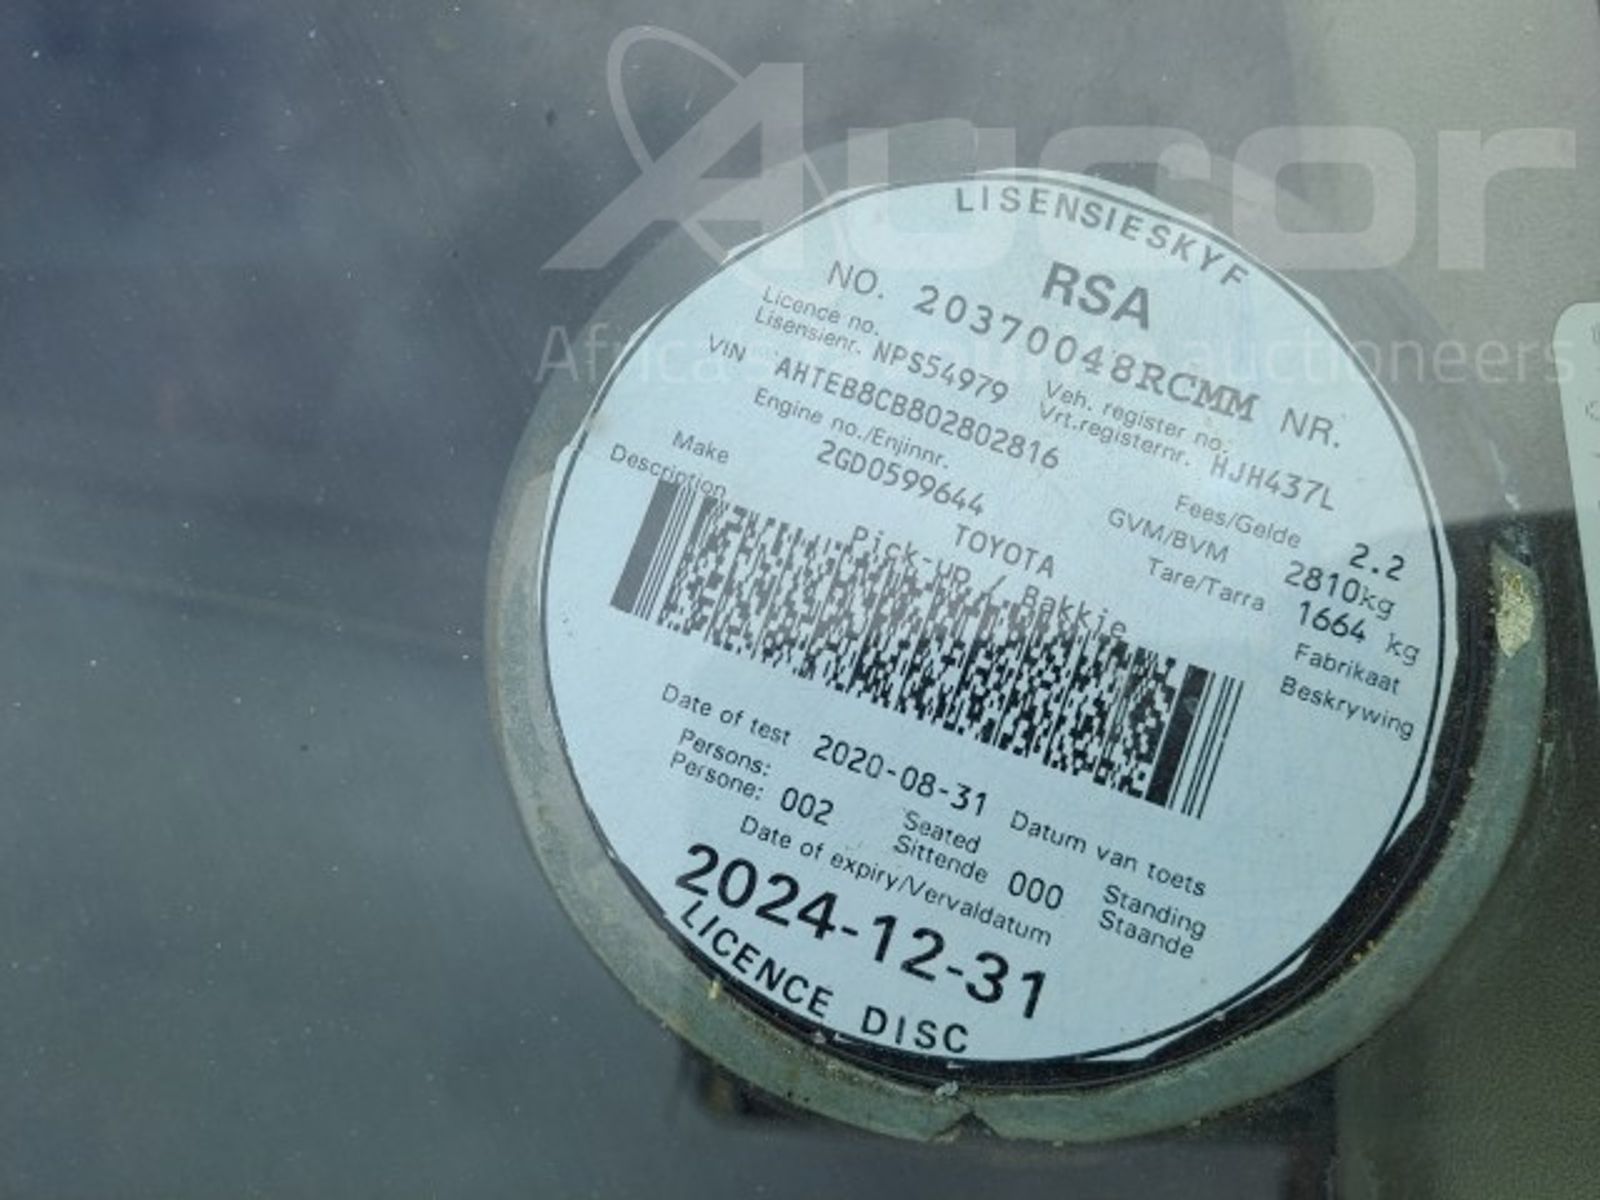 Aucor
Africa's auctioneers
LISENSIESKYF
RSA
NO. 20370048RCMM NR.
Licence no.
Lisensienr. NPS54979
Veh. register no.
Vrt.registernr. HJH437L
VIN AHTEB8CB802802816
Engine no./Enjinnr.
2GD0599644
Fees/Gelde 2.2
GVM/BVM 2810kg
Tare/Tarra 1664 kg
Make TOYOTA Fabrikaat
Description Pick-up / Bakkie Beskrywing
Date of test 2020-08-31 Datum van toets
Persons:
Persone: 002
Seated
Sittende 000
Standing
Staande
Date of expiry/Vervaldatum
2024-12-31
LICENCE DISC